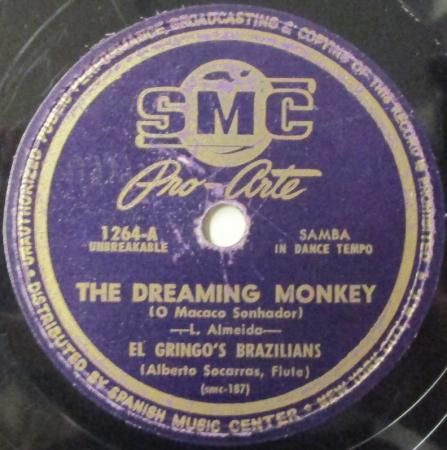 UNAUTHORIZED PUBLIC PERFORMANCE, BROADCASTING & COPYING OF THIS RECORD IS PROHIBITED
SMC
Pro-Arte
1264-A
UNBREAKABLE
SAMBA
IN DANCE TEMPO
THE DREAMING MONKEY
(O Macaco Sonhador)
—L. Almeida—
EL GRINGO'S BRAZILIANS
(Alberto Socarras, Flute)
(smc-187)
DISTRIBUTED BY SPANISH MUSIC CENTER • NEW YORK CITY